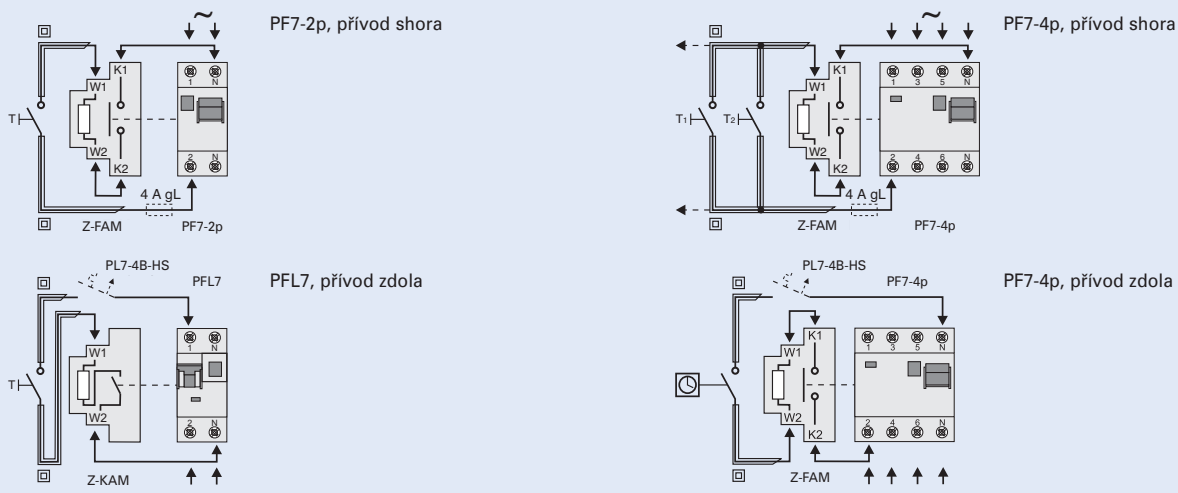 PF7-2p, přívod shora
~
K1
W1
1 N
T
W2
K2
2 N
4 A gL
Z-FAM
PF7-2p
PF7-4p, přívod shora
~
K1
W1
1 3 5 N
T1
T2
W2
K2
2 4 6 N
4 A gL
Z-FAM
PF7-4p
PL7-4B-HS
PFL7
PFL7, přívod zdola
1 N
W1
T
W2
2 N
Z-KAM
PL7-4B-HS
PF7-4p
PF7-4p, přívod zdola
K1
W1
1 3 5 N
W2
K2
2 4 6 N
Z-FAM